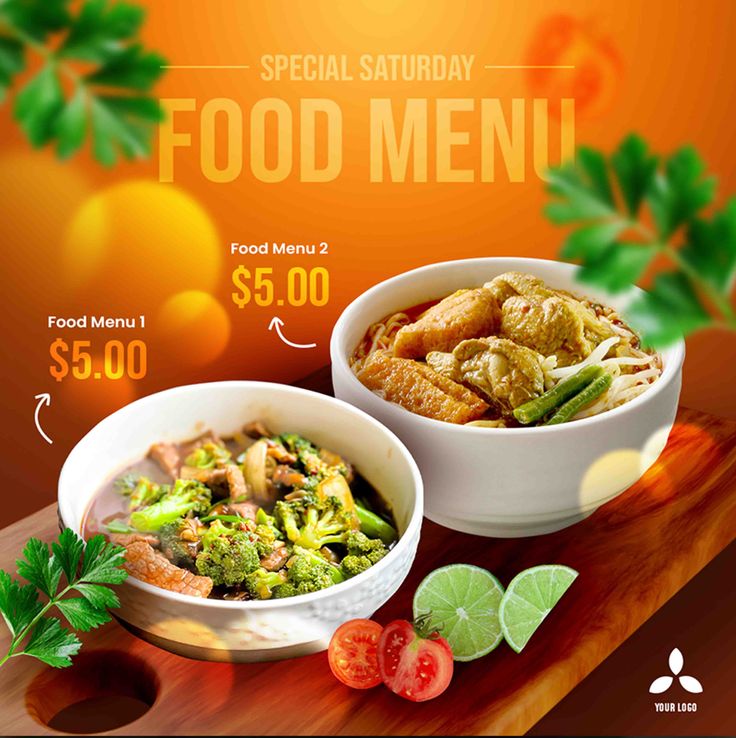 SPECIAL SATURDAY
FOOD MENU
Food Menu 2
$5.00
Food Menu 1
$5.00
YOUR LOGO